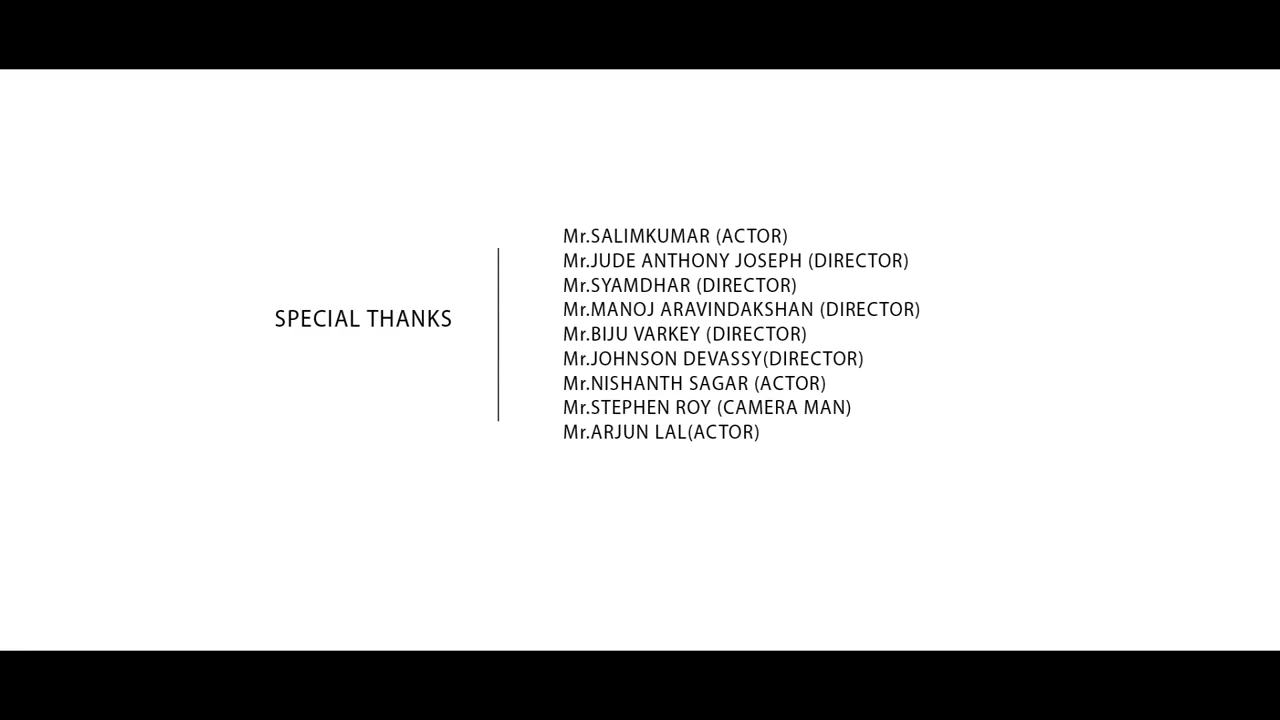 SPECIAL THANKS
Mr.SALIMKUMAR (ACTOR)
Mr.JUDE ANTHONY JOSEPH (DIRECTOR)
Mr.SYAMDHAR (DIRECTOR)
Mr.MANOJ ARAVINDAKSHAN (DIRECTOR)
Mr.BIJU VARKEY (DIRECTOR)
Mr.JOHNSON DEVASSY(DIRECTOR)
Mr.NISHANTH SAGAR (ACTOR)
Mr.STEPHEN ROY (CAMERA MAN)
Mr.ARJUN LAL(ACTOR)